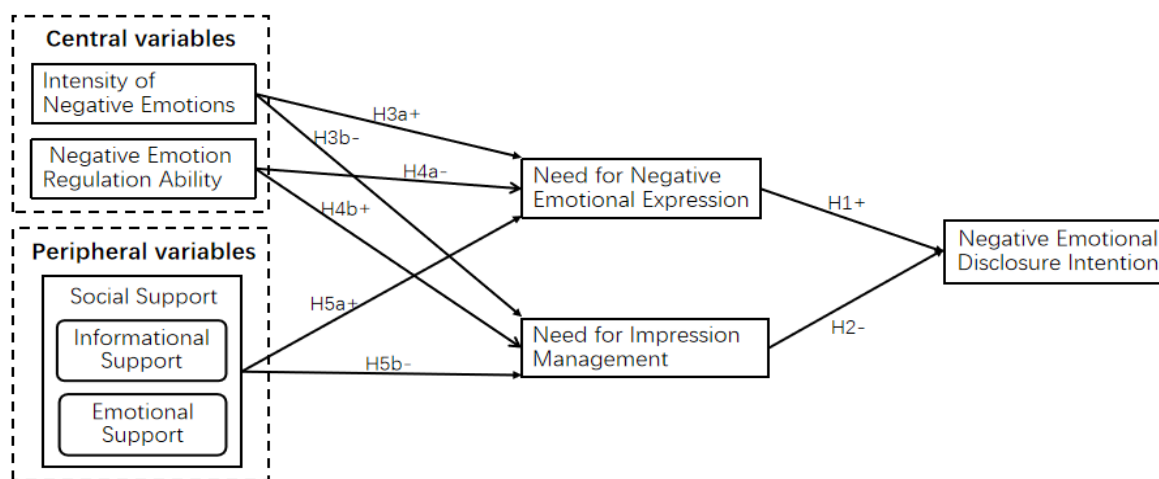 Central variables
Intensity of
Negative Emotions
Negative Emotion
Regulation Ability
Peripheral variables
Social Support
Informational
Support
Emotional
Support
H3a+
H3b-
H4a-
H4b+
H5a+
H5b-
Need for Negative
Emotional Expression
Need for Impression
Management
H1+
H2-
Negative Emotional
Disclosure Intention